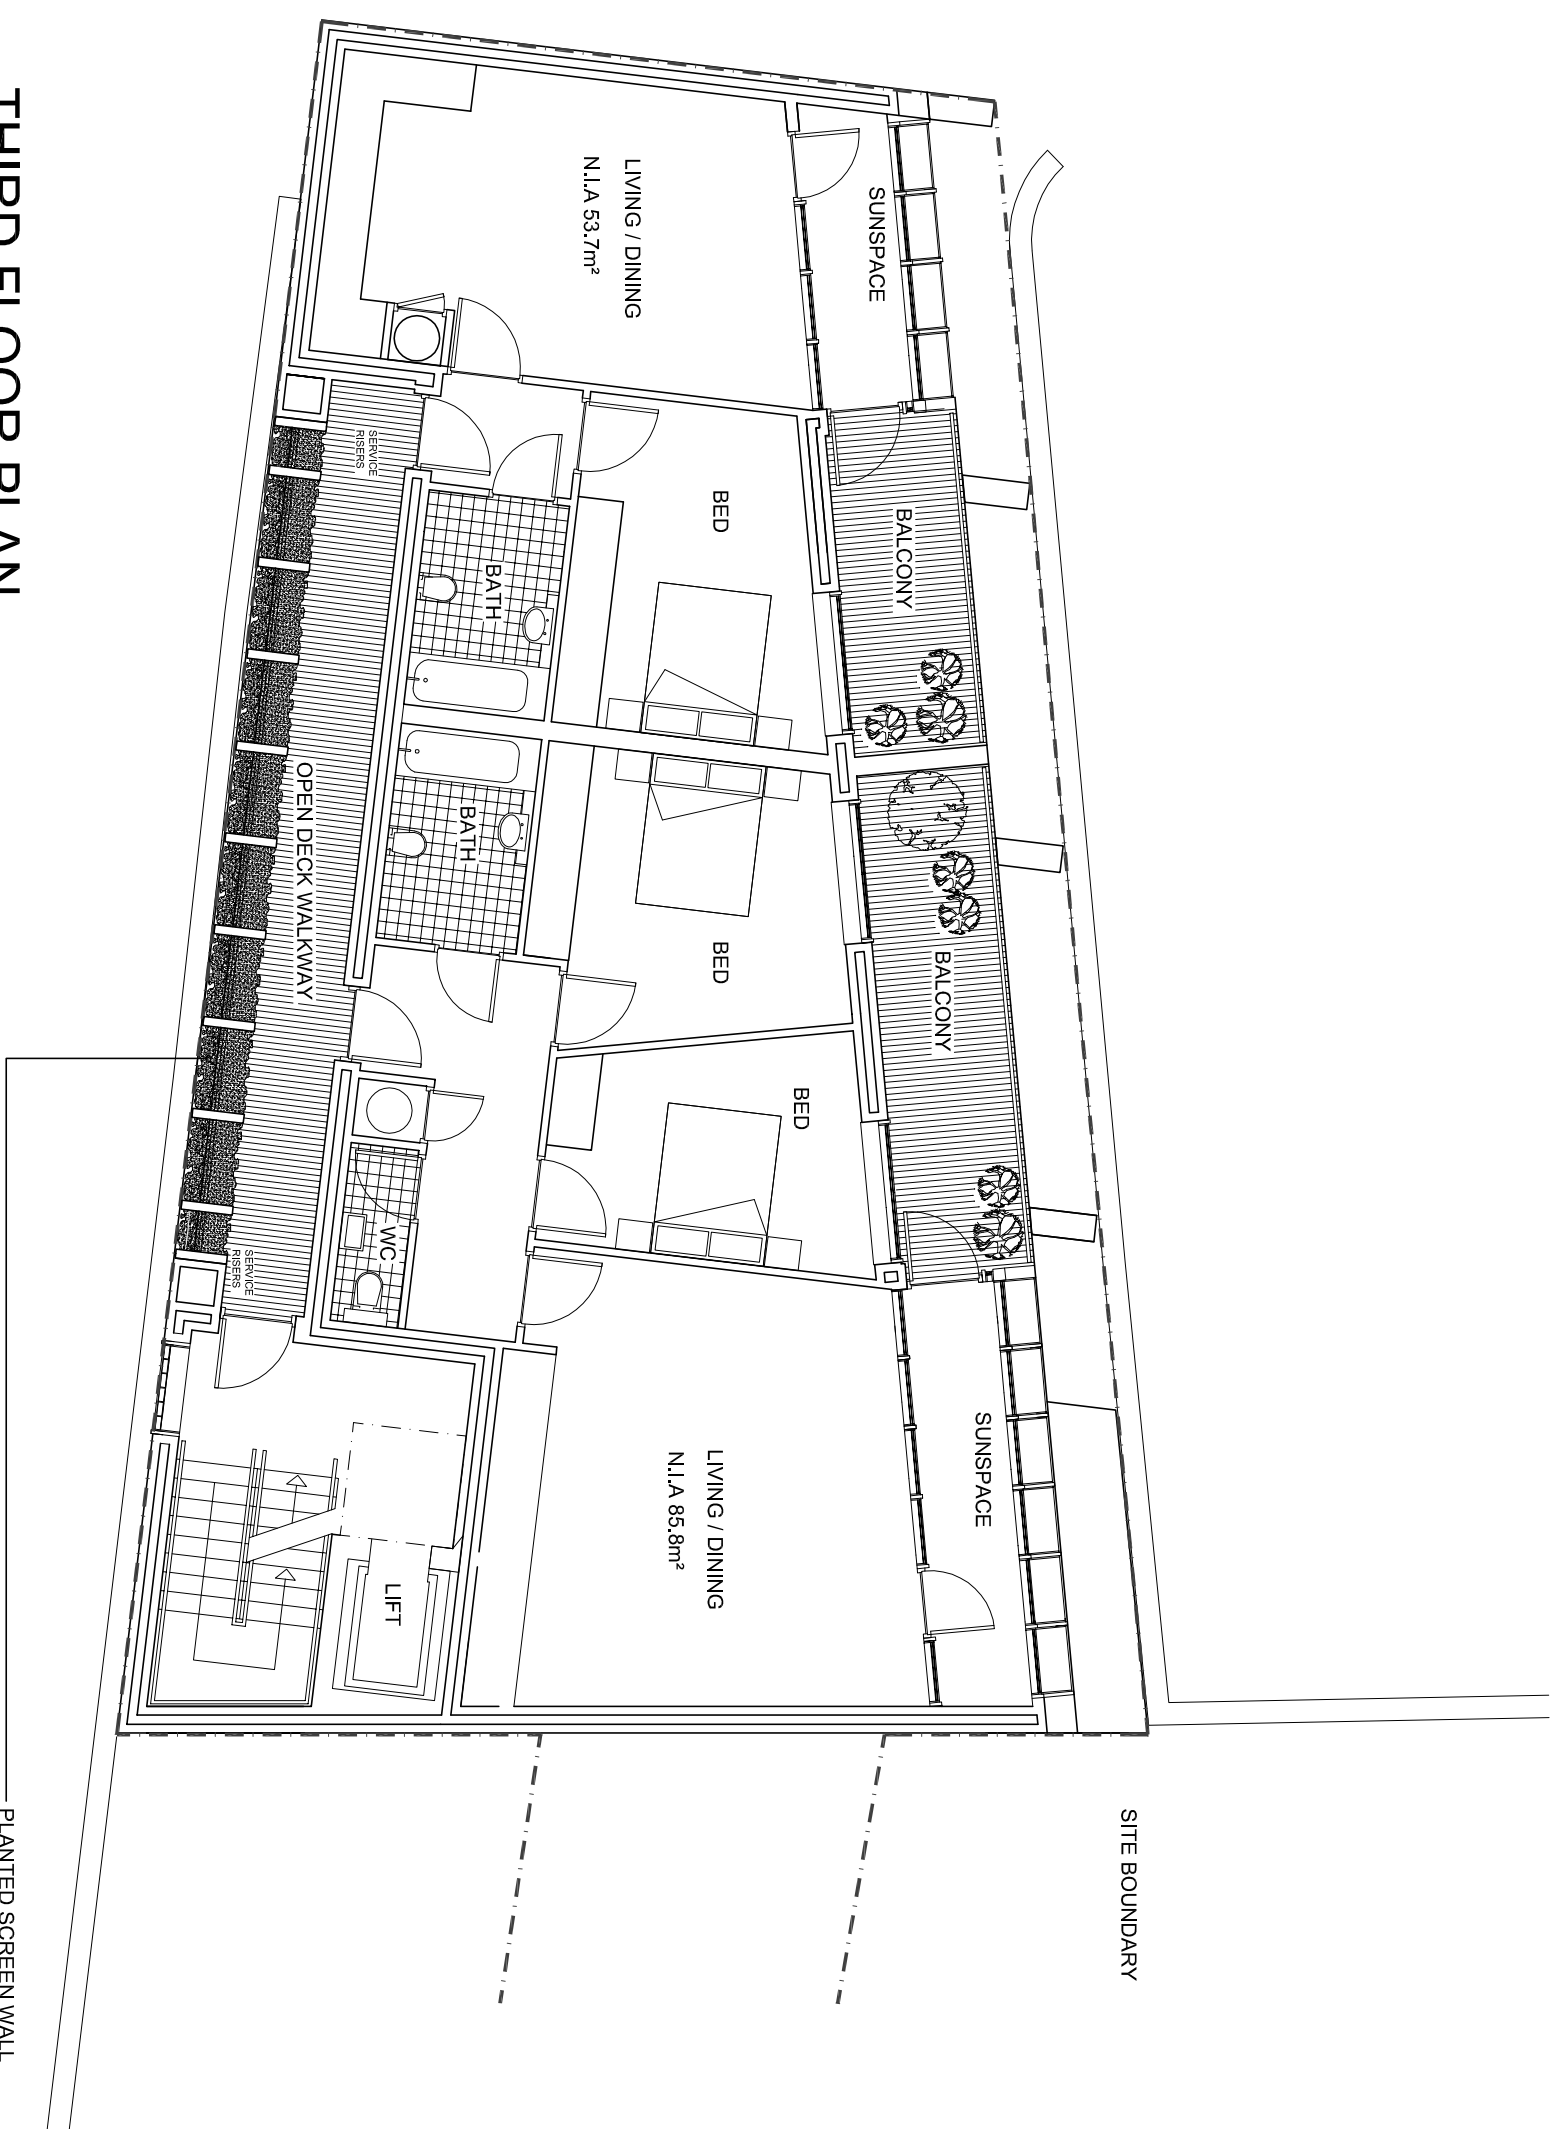 THIRD FLOOR PLAN
SITE BOUNDARY
SUNSPACE
BALCONY
BALCONY
SUNSPACE
LIVING / DINING
N.I.A 53.7m²
BED
BED
BED
LIVING / DINING
N.I.A 85.8m²
BATH
BATH
WC
LIFT
SERVICE
RISERS
OPEN DECK WALKWAY
SERVICE
RISERS
PLANTED SCREEN WALL